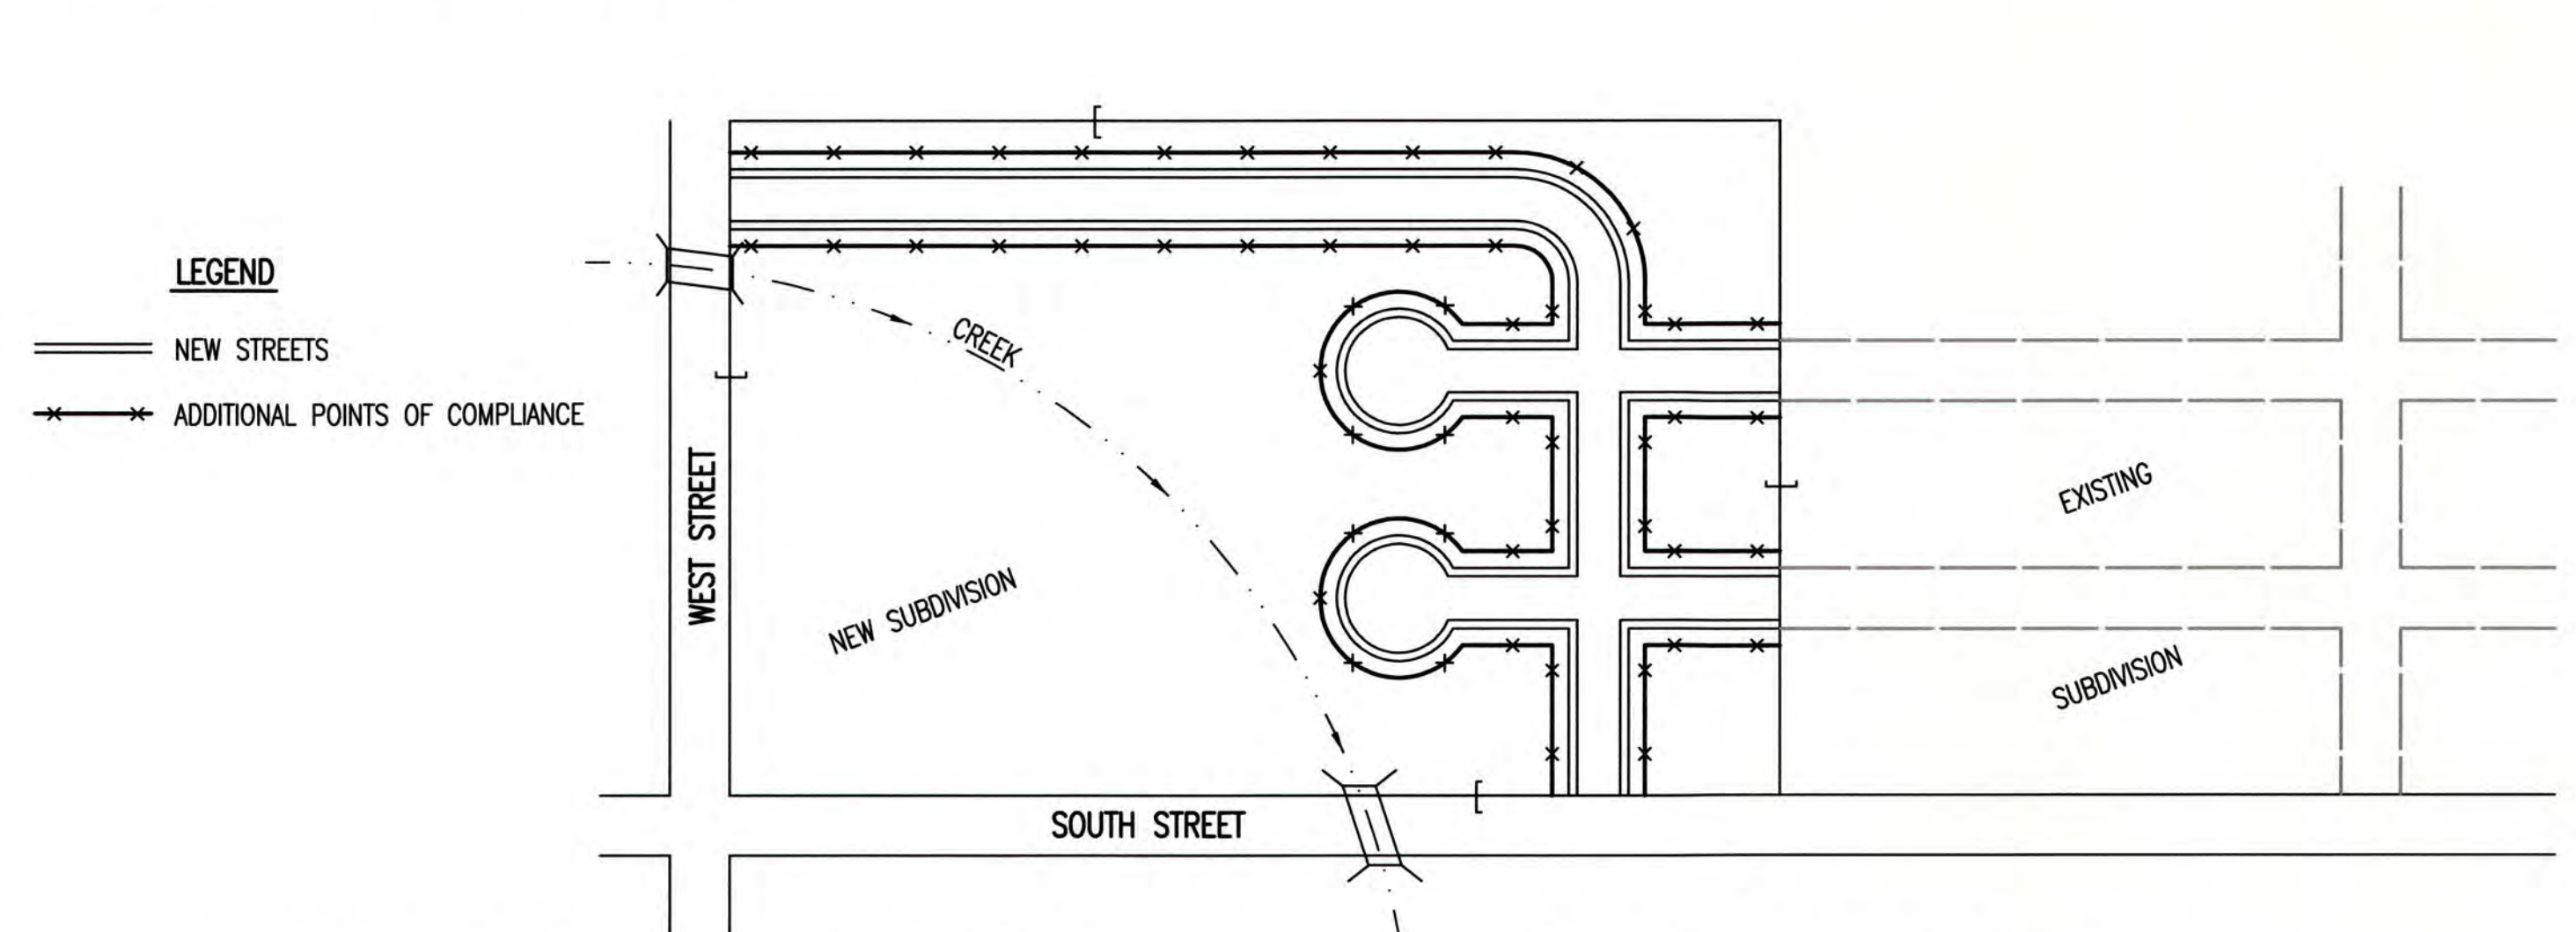 LEGEND
NEW STREETS
ADDITIONAL POINTS OF COMPLIANCE
WEST STREET
CREEK
NEW SUBDIVISION
SOUTH STREET
EXISTING
SUBDIVISION